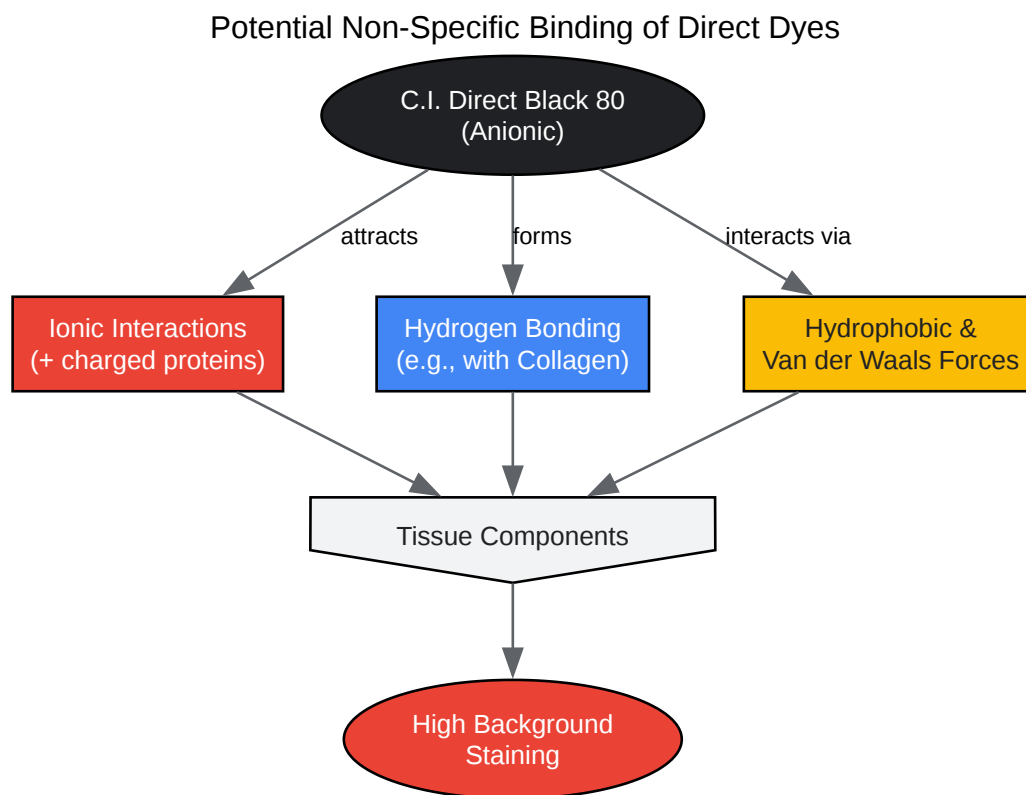 Potential Non-Specific Binding of Direct Dyes
C.I. Direct Black 80
(Anionic)
attracts
forms
interacts via
Ionic Interactions
(+ charged proteins)
Hydrogen Bonding
(e.g., with Collagen)
Hydrophobic &
Van der Waals Forces
Tissue Components
High Background
Staining